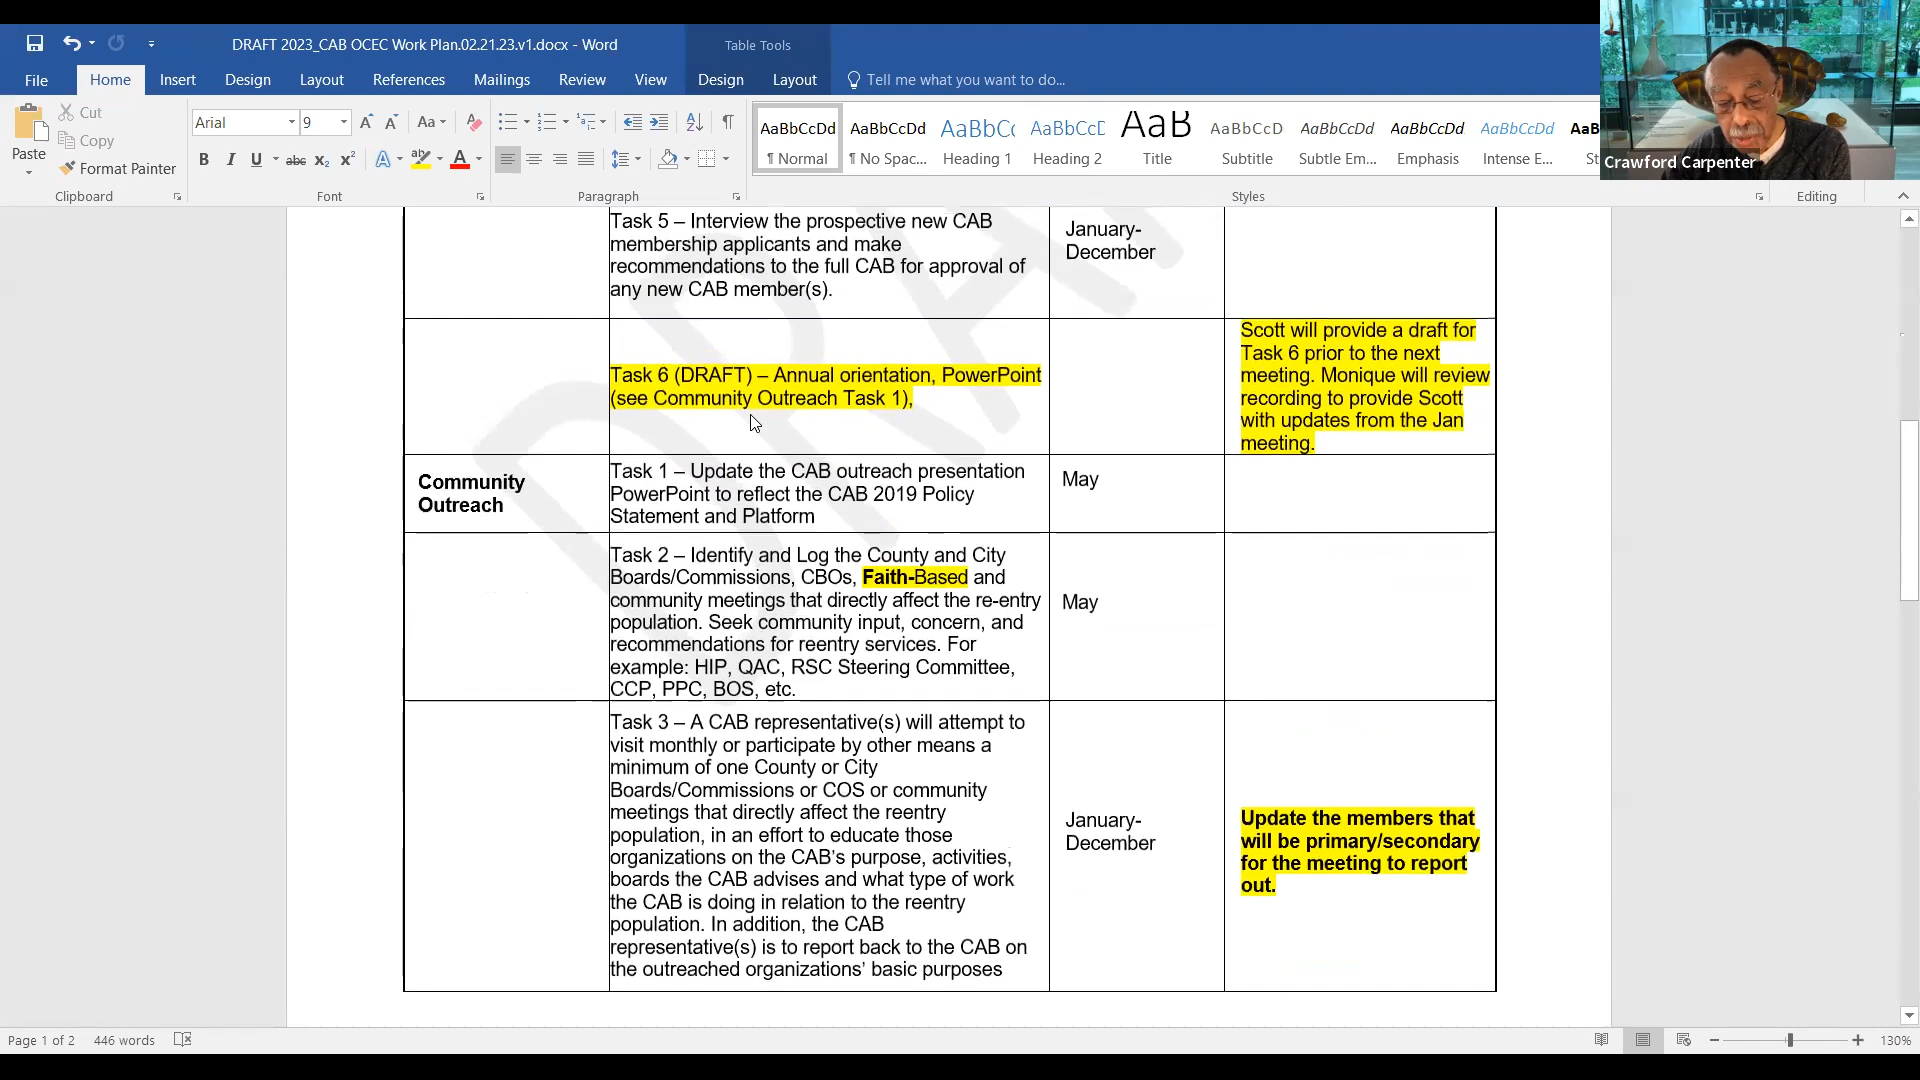 DRAFT 2023_CAB OCEC Work Plan.02.21.23.v1.docx - Word
Table Tools
File
Home
Insert
Design
Layout
References
Mailings
Review
View
Design
Layout
Tell me what you want to do...
Paste
Cut
Copy
Format Painter
Arial
9
AaBbCcDd
¶ Normal
AaBbCcDd
¶ No Spac...
AaBbCc
Heading 1
AaBbCcD
Heading 2
AaB
Title
AaBbCcD
Subtitle
AaBbCcDd
Subtle Em...
AaBbCcDd
Emphasis
AaBbCcDd
Intense E...
Crawford Carpenter
Clipboard
Font
Paragraph
Styles
Editing
DRAFT
Task 5 – Interview the prospective new CAB
membership applicants and make
recommendations to the full CAB for approval of
any new CAB member(s).
January-
December
Task 6 (DRAFT) – Annual orientation, PowerPoint
(see Community Outreach Task 1),
Scott will provide a draft for
Task 6 prior to the next
meeting. Monique will review
recording to provide Scott
with updates from the Jan
meeting.
Community
Outreach
Task 1 – Update the CAB outreach presentation
PowerPoint to reflect the CAB 2019 Policy
Statement and Platform
May
Task 2 – Identify and Log the County and City
Boards/Commissions, CBOs, Faith-Based and
community meetings that directly affect the re-entry
population. Seek community input, concern, and
recommendations for reentry services. For
example: HIP, QAC, RSC Steering Committee,
CCP, PPC, BOS, etc.
May
Task 3 – A CAB representative(s) will attempt to
visit monthly or participate by other means a
minimum of one County or City
Boards/Commissions or COS or community
meetings that directly affect the reentry
population, in an effort to educate those
organizations on the CAB's purpose, activities,
boards the CAB advises and what type of work
the CAB is doing in relation to the reentry
population. In addition, the CAB
representative(s) is to report back to the CAB on
the outreached organizations' basic purposes
January-
December
Update the members that
will be primary/secondary
for the meeting to report
out.
Page 1 of 2
446 words
130%